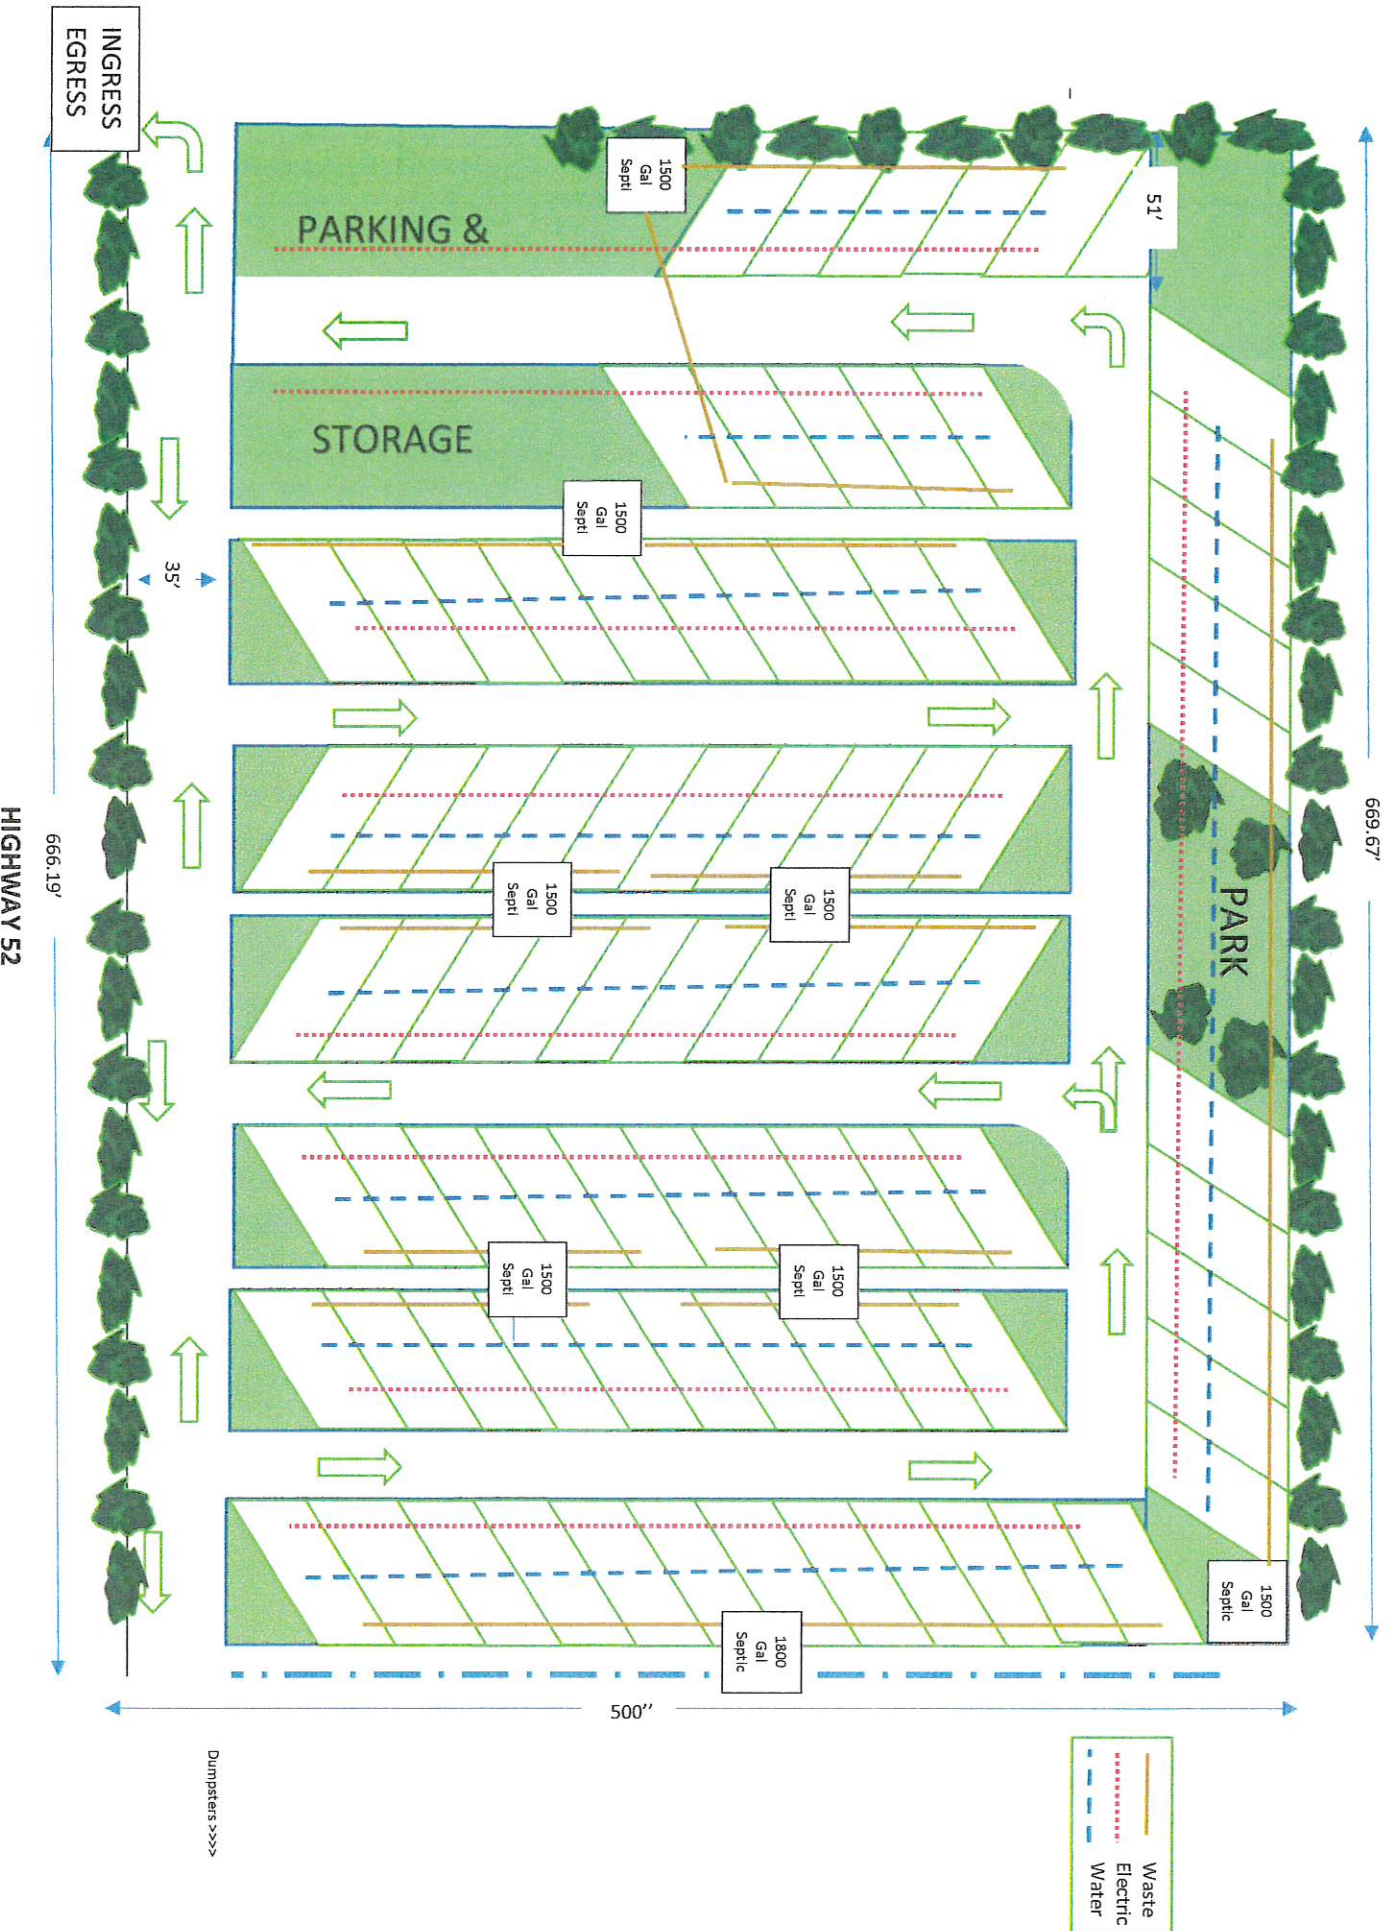 669.67'
51'
PARK
1500
Gal
Septi
PARKING &
STORAGE
1500
Gal
Septi
1500
Gal
Septi
1500
Gal
Septi
1500
Gal
Septi
1500
Gal
Septi
1500
Gal
Septic
1800
Gal
Septic
35'
INGRESS
EGRESS
666.19'
HIGHWAY 52
500''
Waste
Electric
Water
Dumpsters >>>>